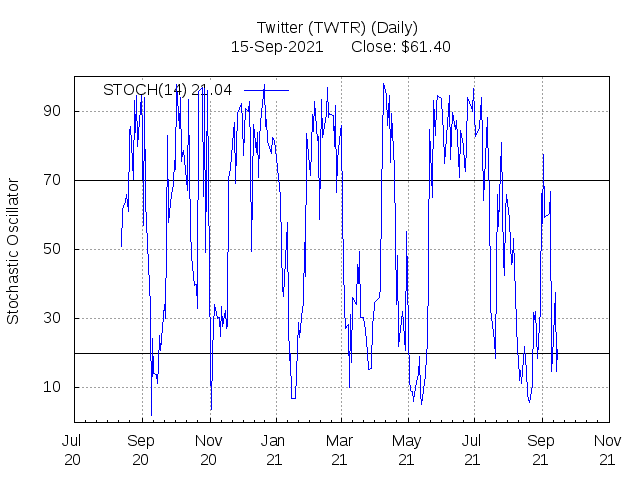 Twitter (TWTR) (Daily)
15-Sep-2021 Close: $61.40
STOCH(14) 21.04
90
70
50
30
10
Stochastic Oscillator
Jul Sep Nov Jan Mar May Jul Sep Nov
20 20 20 21 21 21 21 21 21